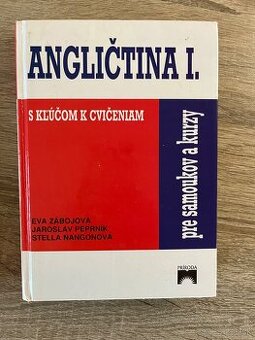 ANGLIČTINA I.
S KĽÚČOM K CVIČENIAM
pre samoukov a kurzy
EVA ZÁBOJOVÁ
JAROSLAV PEPRNÍK
STELLA NANGONOVÁ
PRÍRODA